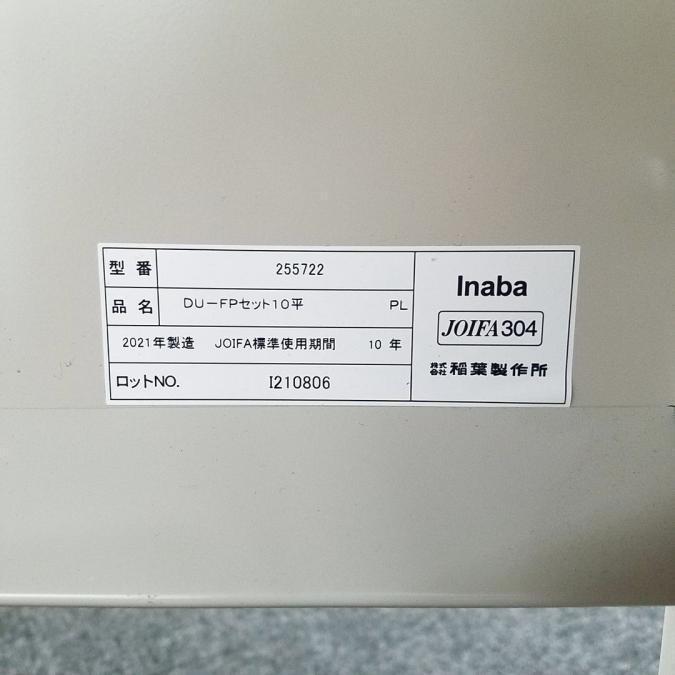 型番 255722
品名 DU-FPセット10平 PL
2021年製造 JOIFA標準使用期間 10年
ロットNO. I210806
Inaba
JOIFA304
株式会社 稲葉製作所